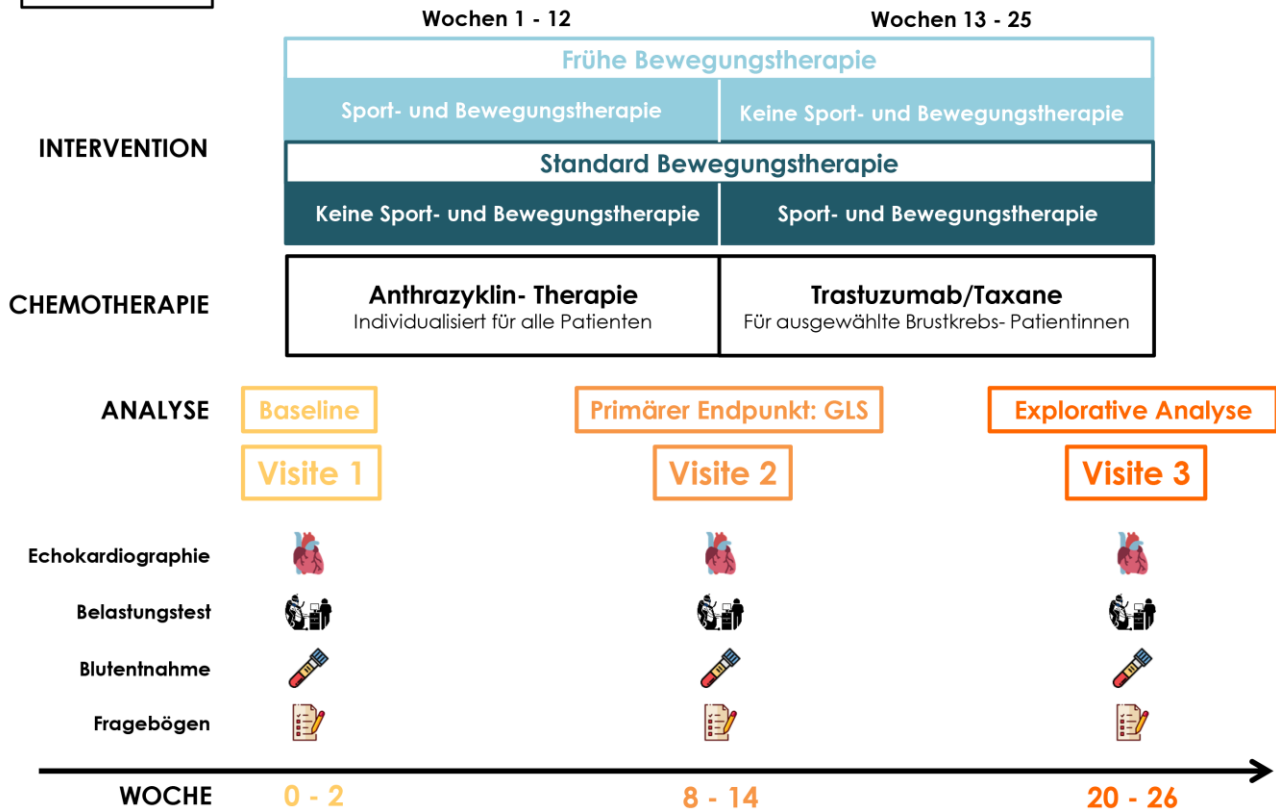 Wochen 1 - 12
Wochen 13 - 25
INTERVENTION
Frühe Bewegungstherapie
Sport- und Bewegungstherapie
Keine Sport- und Bewegungstherapie
Standard Bewegungstherapie
Keine Sport- und Bewegungstherapie
Sport- und Bewegungstherapie
CHEMOTHERAPIE
Anthrazyklin- Therapie
Individualisiert für alle Patienten
Trastuzumab/Taxane
Für ausgewählte Brustkrebs- Patientinnen
ANALYSE
Baseline
Primärer Endpunkt: GLS
Explorative Analyse
Visite 1
Visite 2
Visite 3
Echokardiographie
Belastungstest
Blutentnahme
Fragebögen
WOCHE
0 - 2
8 - 14
20 - 26